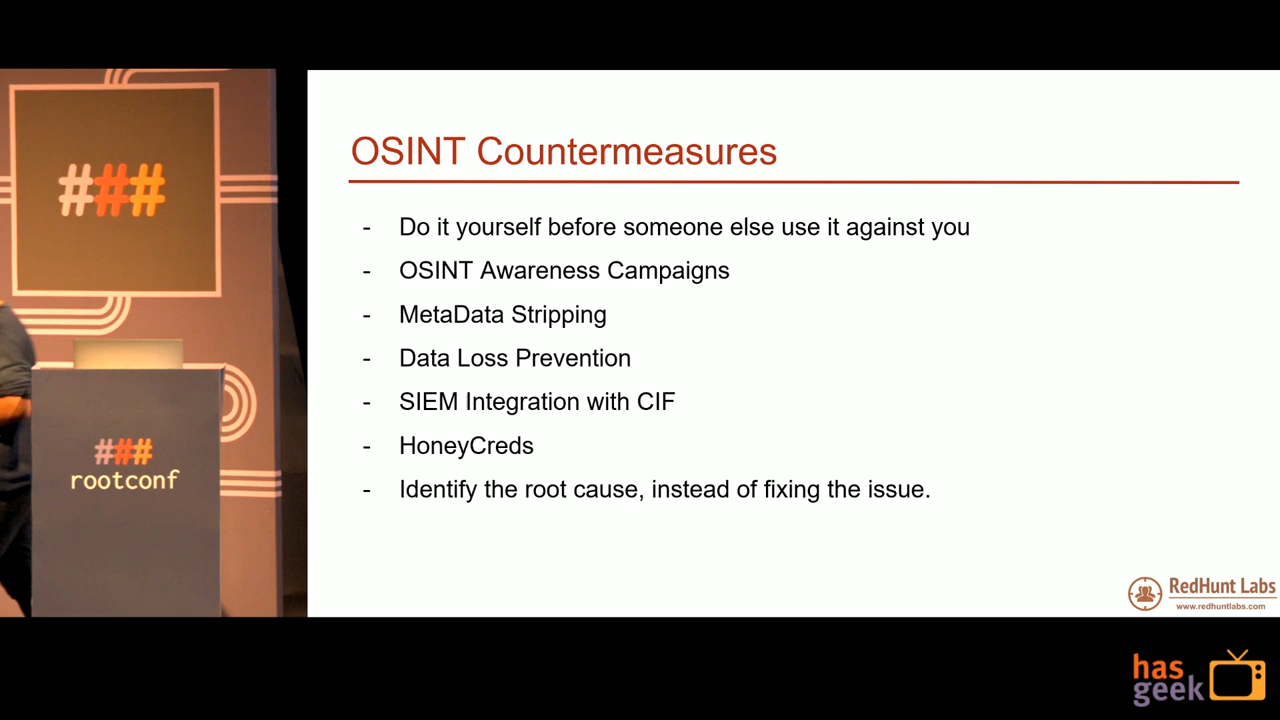 ###
###
rootconf
OSINT Countermeasures
- Do it yourself before someone else use it against you
- OSINT Awareness Campaigns
- MetaData Stripping
- Data Loss Prevention
- SIEM Integration with CIF
- HoneyCreds
- Identify the root cause, instead of fixing the issue.
RedHunt Labs
www.redhuntlabs.com
has
geek